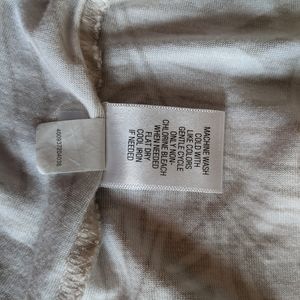 MACHINE WASH
COLD WITH
LIKE COLORS
GENTLE CYCLE
ONLY NON-
CHLORINE BLEACH
WHEN NEEDED
FLAT DRY
COOL IRON
IF NEEDED